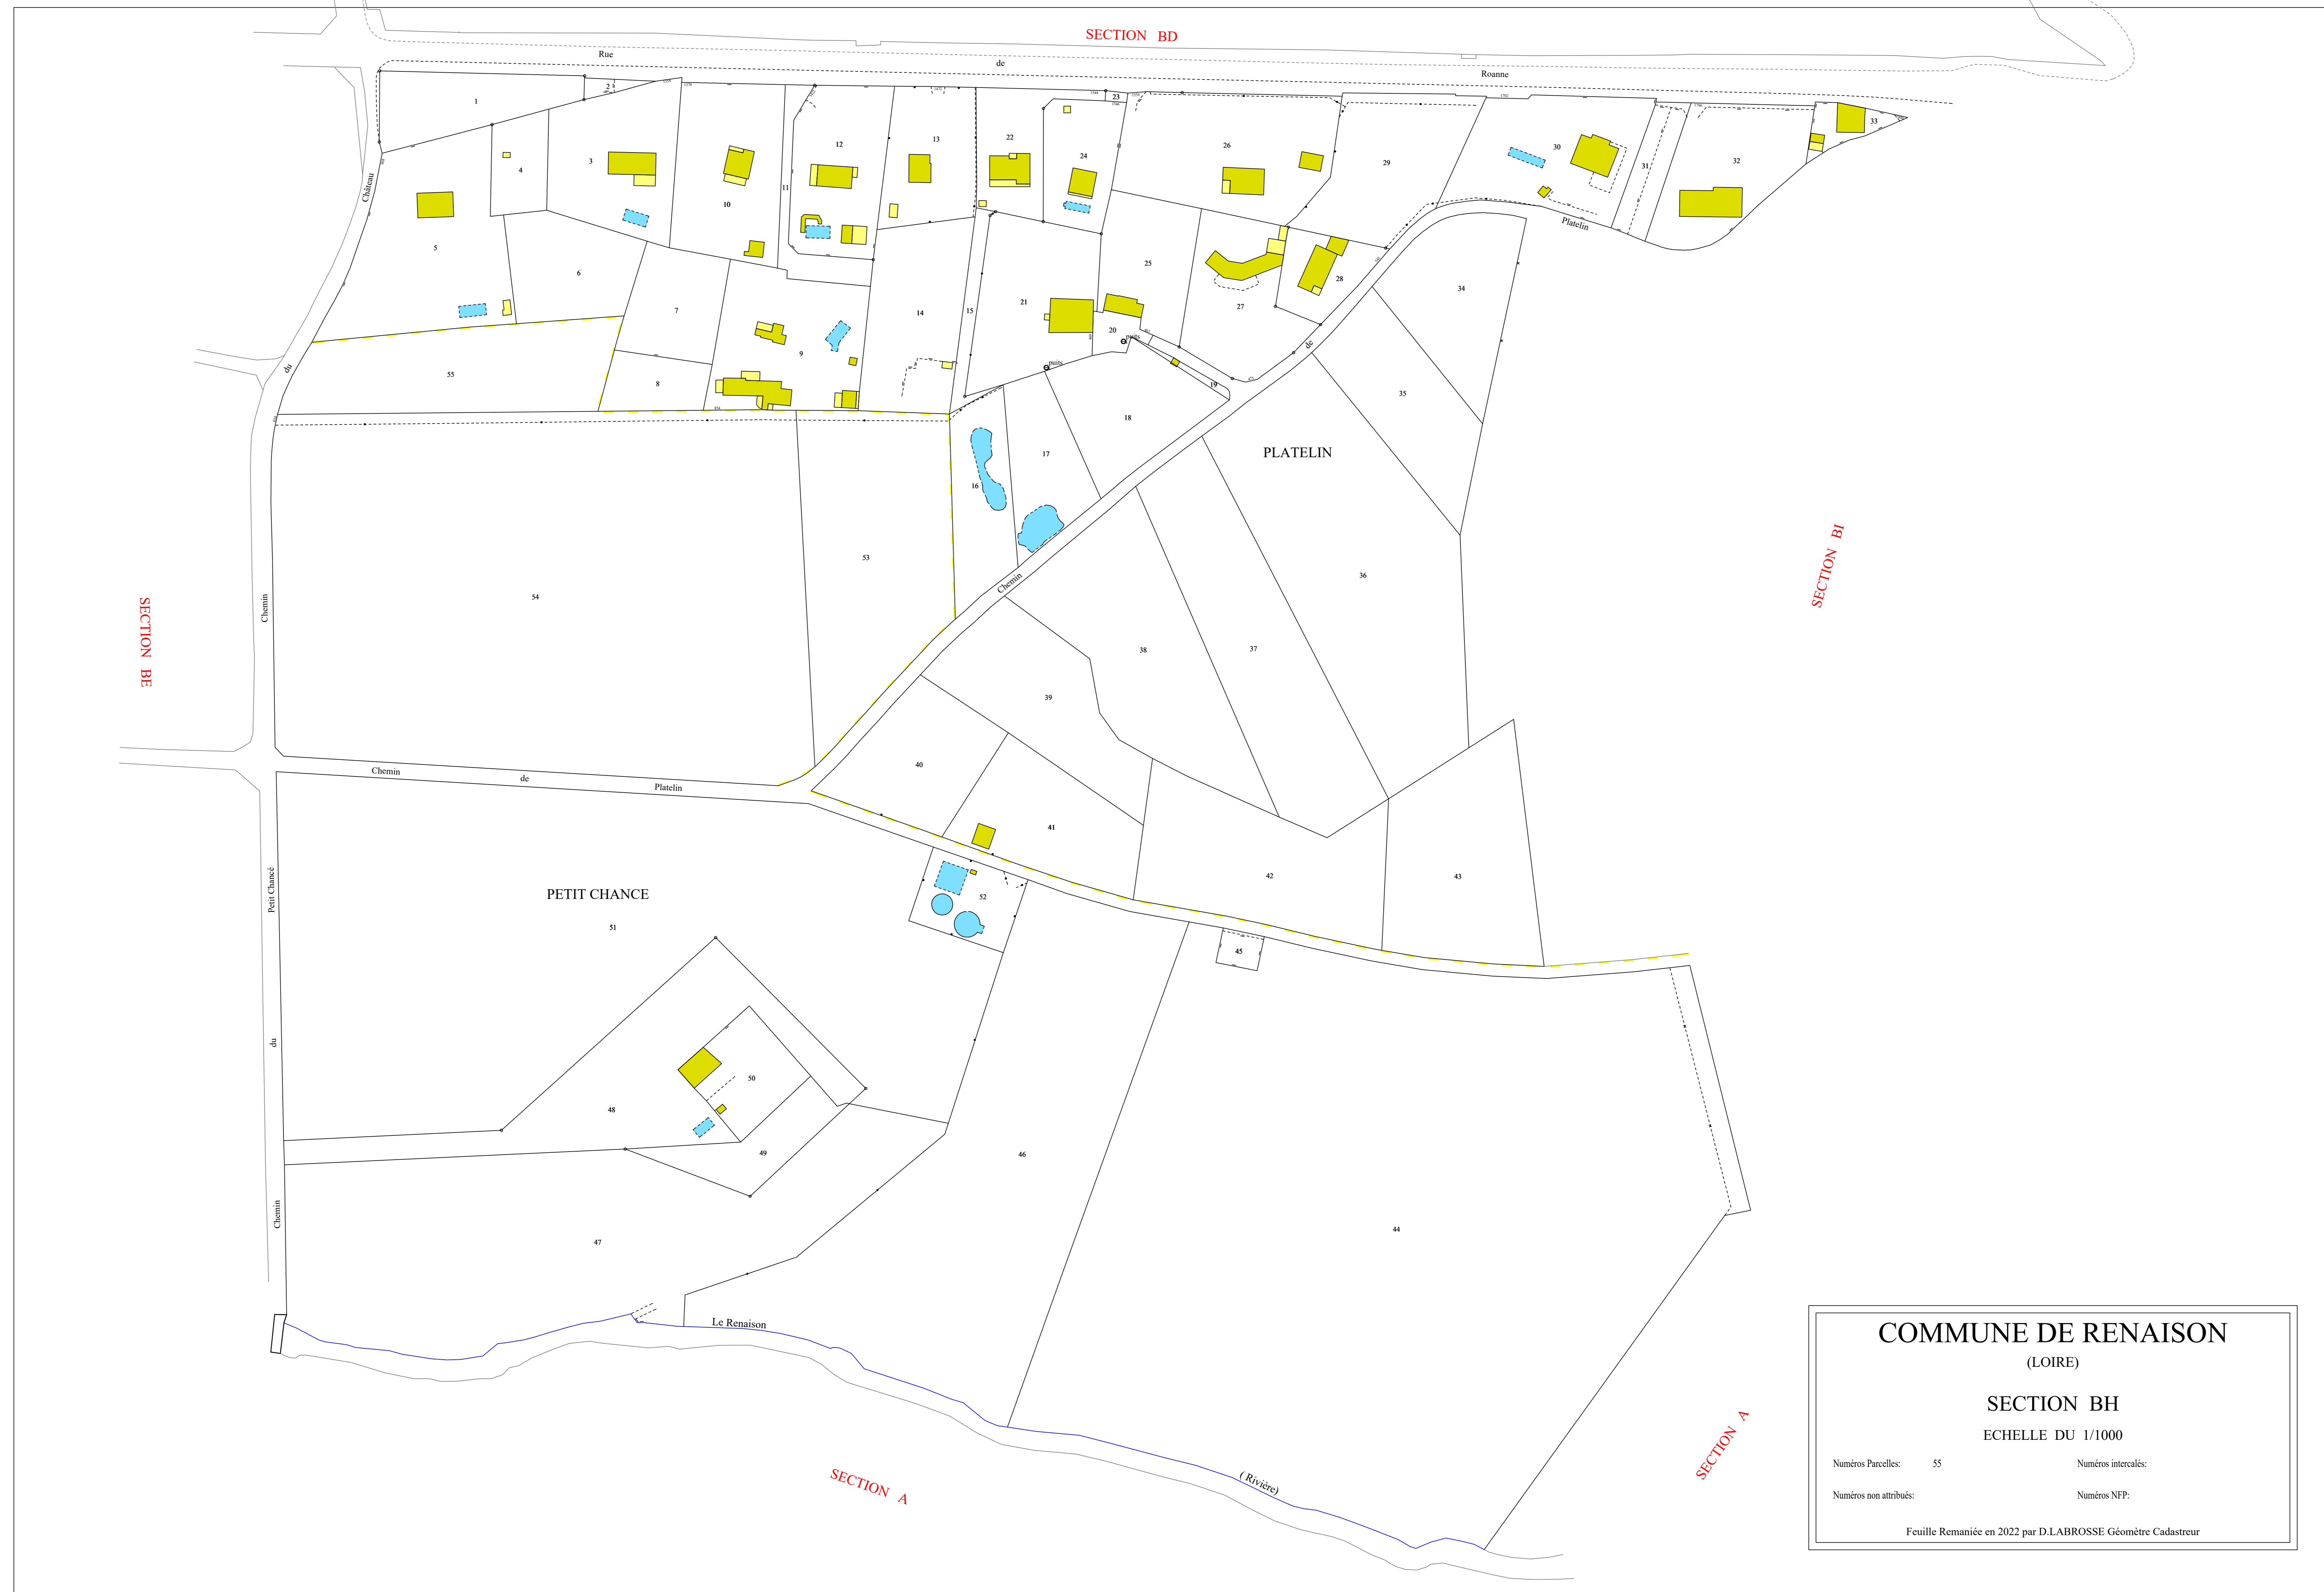 SECTION BD
Rue
de
Roanne
1
2
23
33
12
13
22
26
30
3
24
29
31
32
4
Château
11
10
Platelin
5
25
6
28
34
27
21
7
15
14
20
puits
9
puits
de
du
55
8
19
35
18
17
PLATELIN
16
53
36
SECTION BI
Chemin
54
Chemin
SECTION BE
38
37
39
40
Chemin
de
Platelin
41
42
43
Petit Chancé
PETIT CHANCE
52
51
45
du
50
48
49
46
Chemin
44
47
Le Renaison
( Rivière)
SECTION A
SECTION A
COMMUNE DE RENAISON
(LOIRE)
SECTION BH
ECHELLE DU 1/1000
Numéros Parcelles: 55
Numéros intercalés:
Numéros non attribués:
Numéros NFP:
Feuille Remaniée en 2022 par D.LABROSSE Géomètre Cadastreur